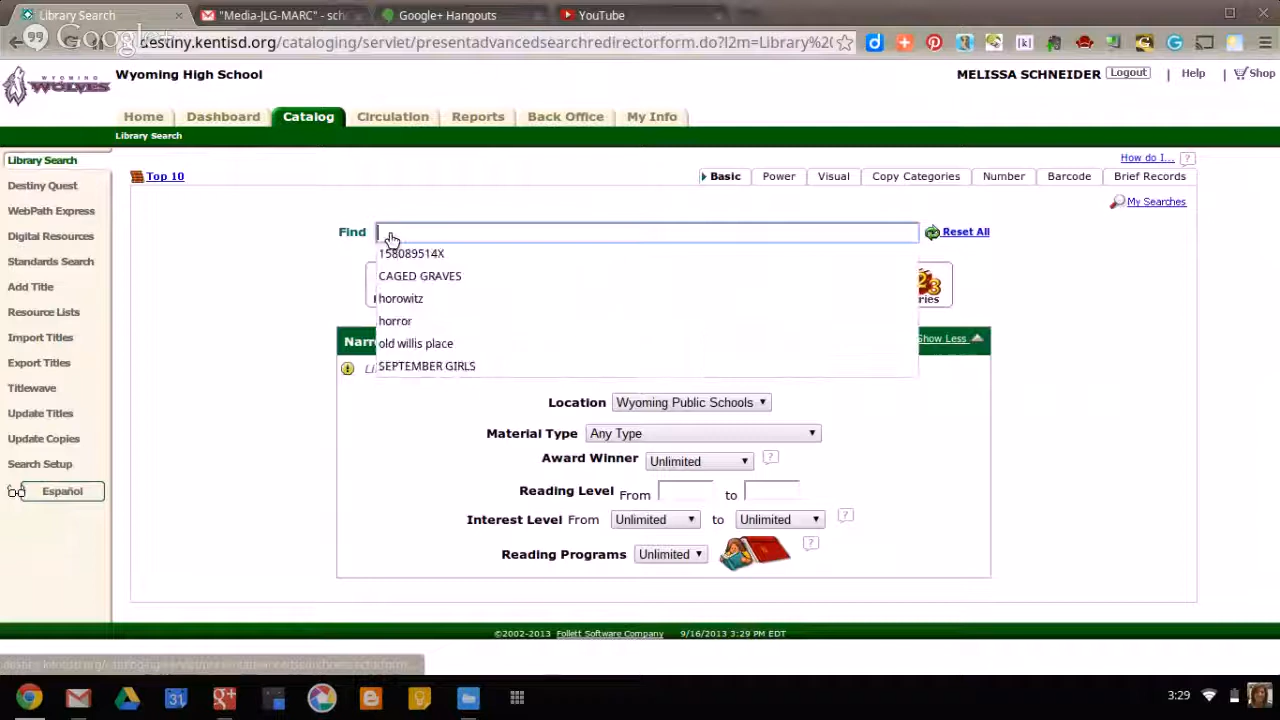 Library Search
"Media-JLG-MARC" - sch
Google+ Hangouts
YouTube
destiny.kentisd.org/cataloging/servlet/presentadvancedsearchredirectorform.do?l2m=Library%20
WYOMING
WOLVES
Wyoming High School
MELISSA SCHNEIDER Logout | Help | Shop
Home Dashboard Catalog Circulation Reports Back Office My Info
Library Search
Library Search
Destiny Quest
WebPath Express
Digital Resources
Standards Search
Add Title
Resource Lists
Import Titles
Export Titles
Titlewave
Update Titles
Update Copies
Search Setup
Español
How do I... ?
Top 10
Basic Power Visual Copy Categories Number Barcode Brief Records
My Searches
Find Reset All
158089514X
CAGED GRAVES
horowitz
horror
old willis place
SEPTEMBER GIRLS
Show Less
Location Wyoming Public Schools
Material Type Any Type
Award Winner Unlimited ?
Reading Level From to
Interest Level From Unlimited to Unlimited ?
Reading Programs Unlimited ?
©2002-2013 Follett Software Company 9/16/2013 3:29 PM EDT
3:29